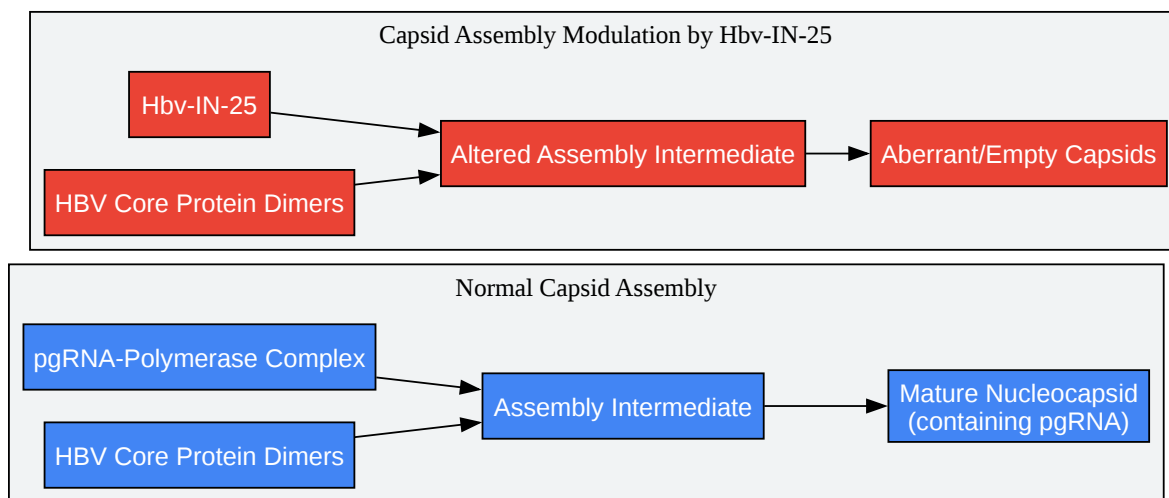 Capsid Assembly Modulation by Hbv-IN-25
Hbv-IN-25
HBV Core Protein Dimers
Altered Assembly Intermediate
Aberrant/Empty Capsids
Normal Capsid Assembly
pgRNA-Polymerase Complex
HBV Core Protein Dimers
Assembly Intermediate
Mature Nucleocapsid
(containing pgRNA)